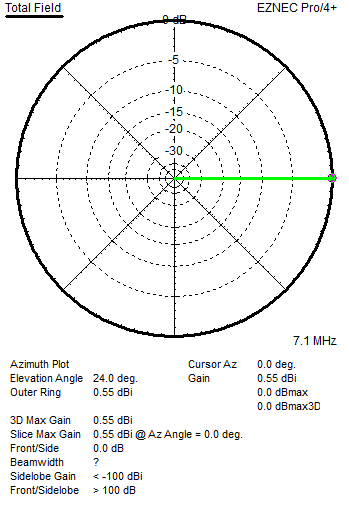 Total Field EZNEC Pro/4+
0 dB
-5
-10
-15
-20
-30
7.1 MHz
Azimuth Plot Cursor Az 0.0 deg.
Elevation Angle 24.0 deg. Gain 0.55 dBi
Outer Ring 0.55 dBi 0.0 dBmax
0.0 dBmax3D
3D Max Gain 0.55 dBi
Slice Max Gain 0.55 dBi @ Az Angle = 0.0 deg.
Front/Side 0.0 dB
Beamwidth ?
Sidelobe Gain < -100 dBi
Front/Sidelobe > 100 dB